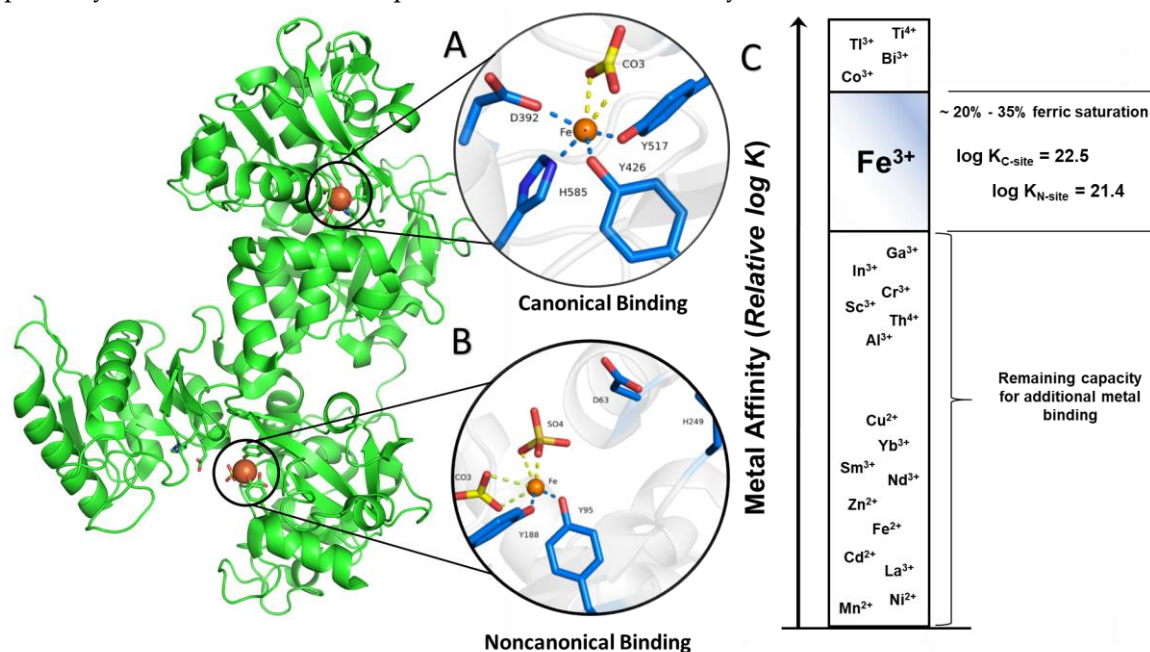 A
CO3
D392
Fe
Y517
Y426
H585
Canonical Binding
B
D63
H249
SO4
CO3
Fe
Y188
Y95
Noncanonical Binding
C
Metal Affinity (Relative log K)
Tl³⁺ Ti⁴⁺
Bi³⁺
Co³⁺
~ 20% - 35% ferric saturation
Fe³⁺
log K C-site = 22.5
log K N-site = 21.4
Ga³⁺
In³⁺
Cr³⁺
Sc³⁺
Th⁴⁺
Al³⁺
Remaining capacity
for additional metal
binding
Cu²⁺
Yb³⁺
Sm³⁺
Nd³⁺
Zn²⁺
Fe²⁺
Cd²⁺
La³⁺
Mn²⁺ Ni²⁺